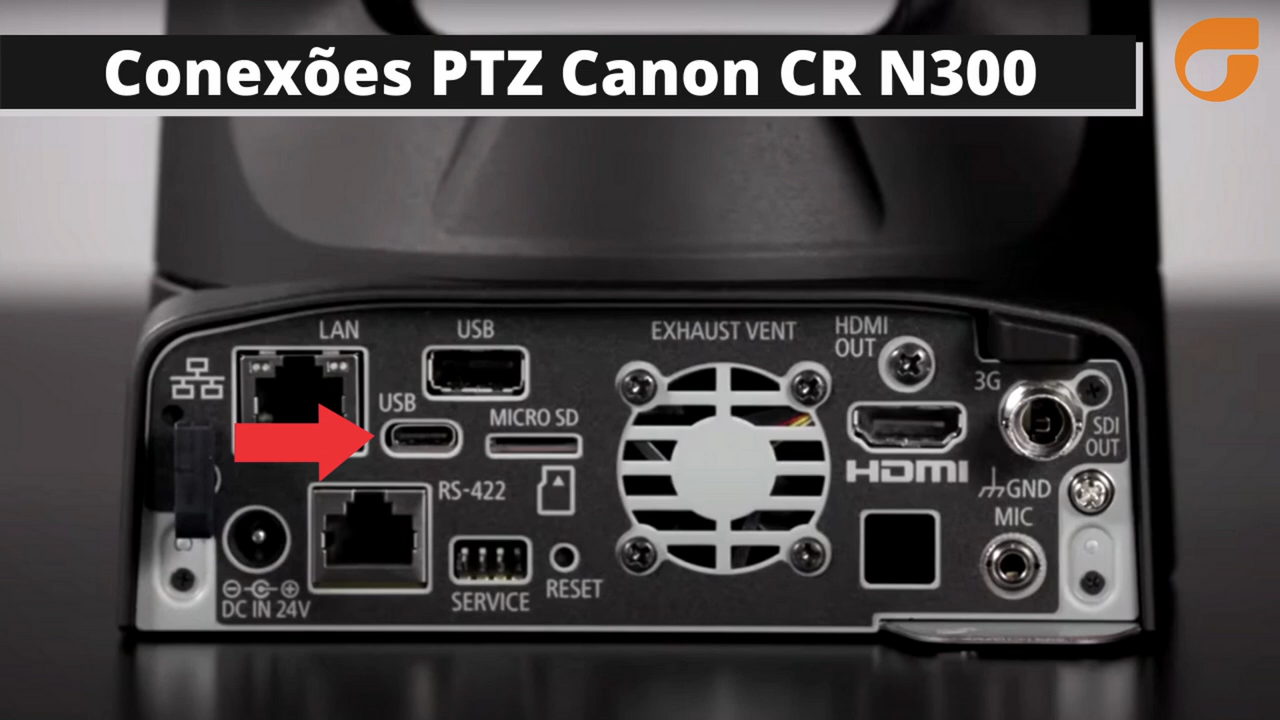 Conexões PTZ Canon CR N300
LAN
USB
EXHAUST VENT
HDMI
OUT
3G
USB
MICRO SD
SDI
OUT
HDMI
RS-422
GND
MIC
RESET
SERVICE
DC IN 24V